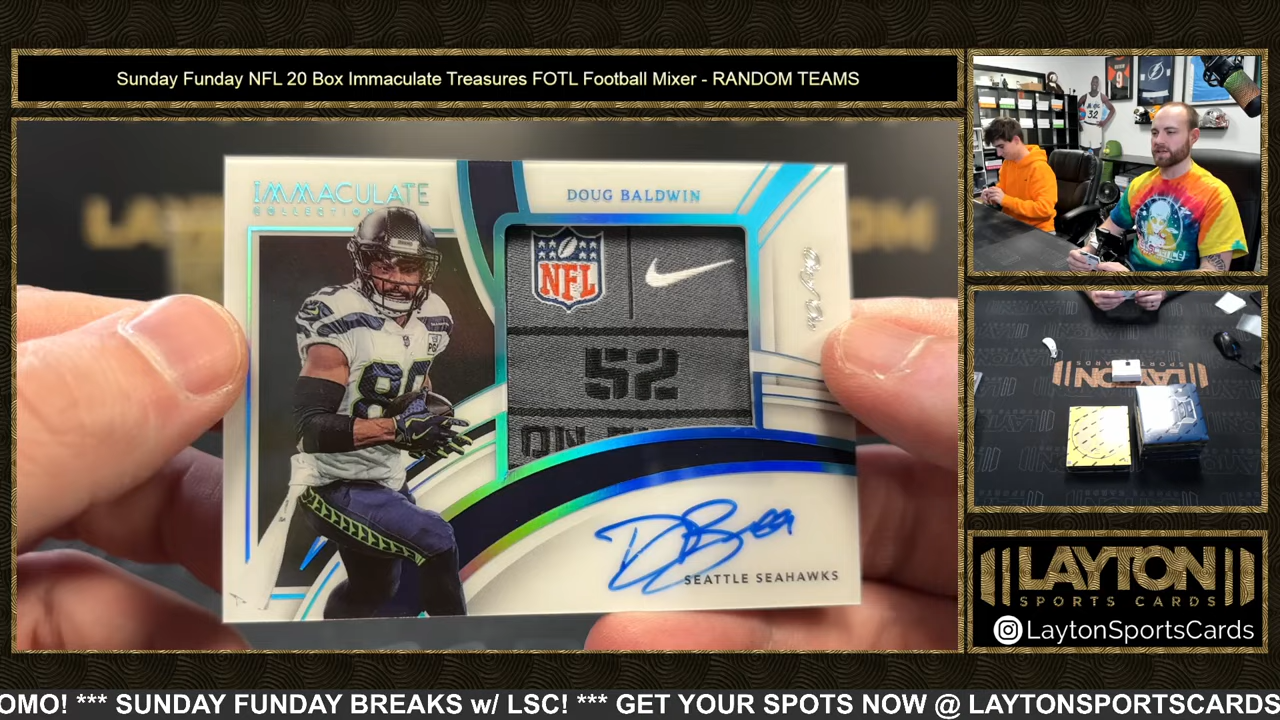 Sunday Funday NFL 20 Box Immaculate Treasures FOTL Football Mixer - RANDOM TEAMS
IMMACULATE
COLLECTION
DOUG BALDWIN
NFL
52
SEATTLE SEAHAWKS
LAYTON
LAYTON
SPORTS CARDS
LaytonSportsCards
OMO! *** SUNDAY FUNDAY BREAKS w/ LSC! *** GET YOUR SPOTS NOW @ LAYTONSPORTSCARDS